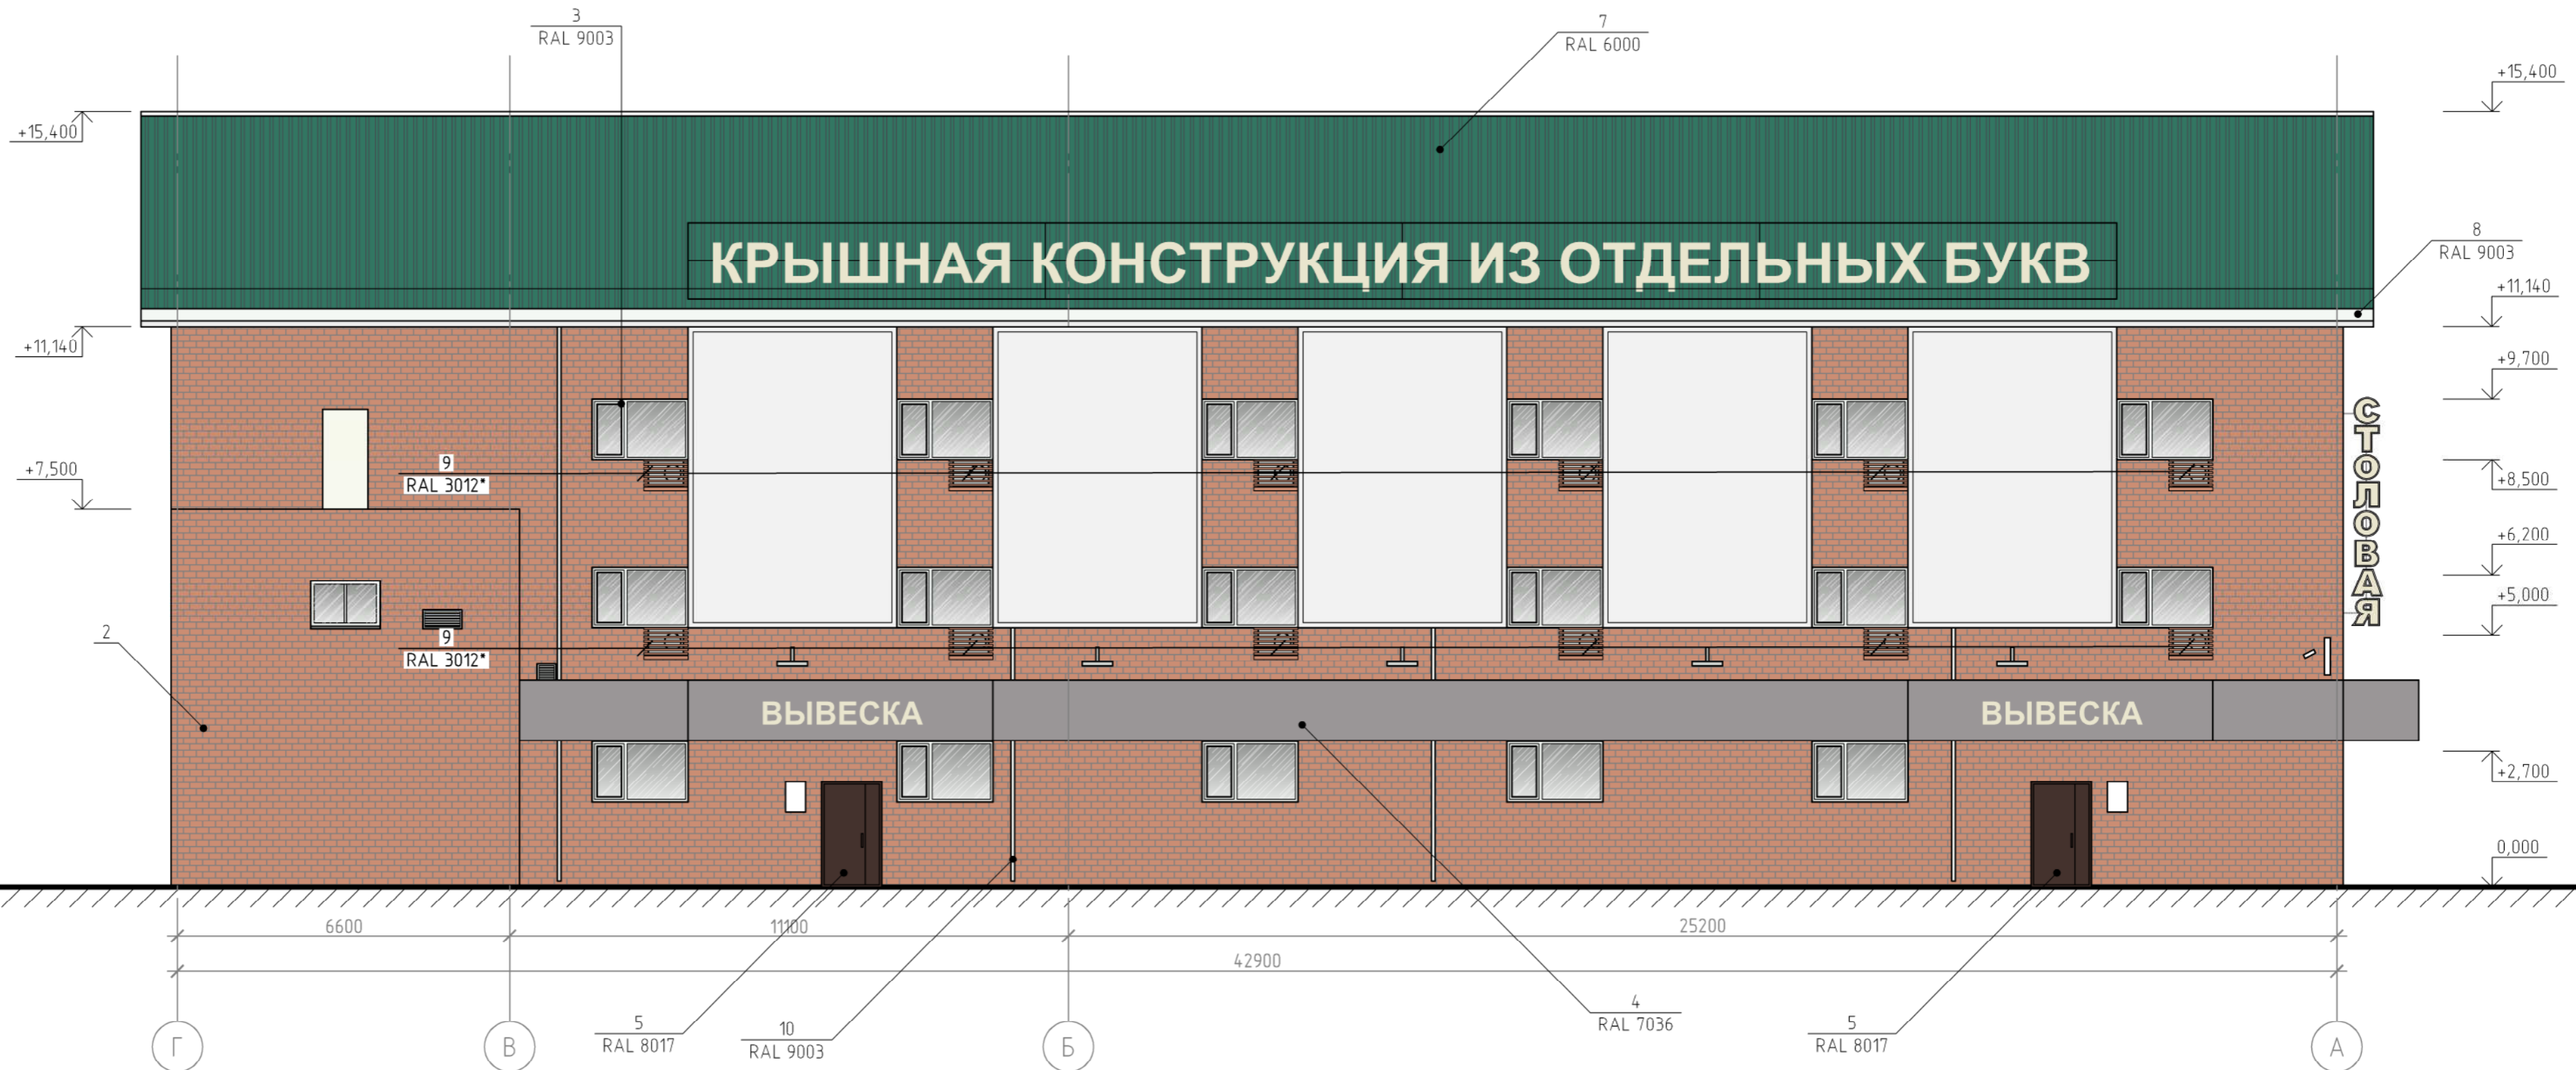 3
RAL 9003
7
RAL 6000
+15,400
+15,400
8
RAL 9003
КРЫШНАЯ КОНСТРУКЦИЯ ИЗ ОТДЕЛЬНЫХ БУКВ
+11,140
+11,140
+9,700
СТОЛОВАЯ
9
RAL 3012*
+7,500
+8,500
+6,200
+5,000
9
RAL 3012*
2
ВЫВЕСКА
ВЫВЕСКА
+2,700
0,000
6600
11100
25200
42900
5
RAL 8017
10
RAL 9003
4
RAL 7036
5
RAL 8017
Г
В
Б
А